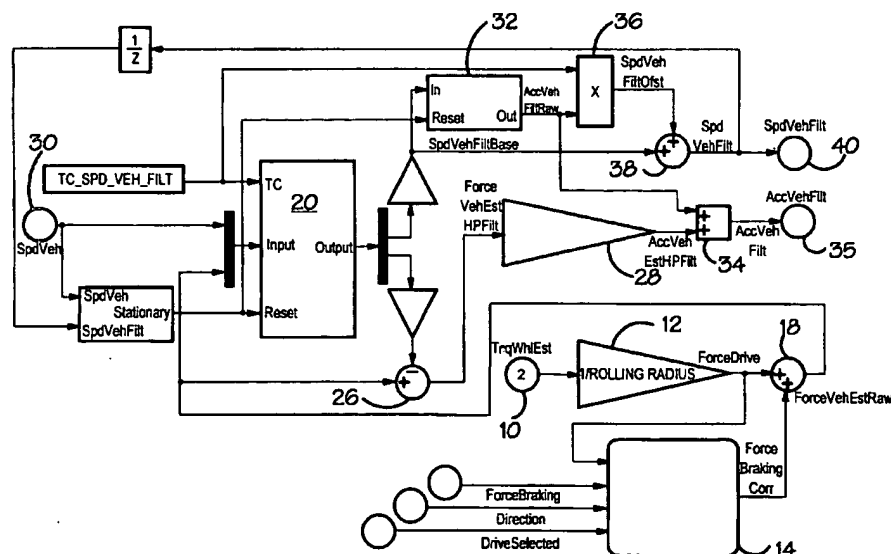 1
Z
32
36
In
Reset
Out
AccVeh
FiltRaw
X
SpdVeh
FiltOfst
SpdVehFiltBase
Spd
VehFilt
SpdVehFilt
38
40
30
SpdVeh
TC_SPD_VEH_FILT
TC
20
Input
Output
Reset
Force
VehEst
HPFilt
28
AccVeh
EstHPFilt
34
AccVeh
Filt
AccVehFilt
35
SpdVeh
Stationary
SpdVehFilt
26
TrqWhlEst
2
10
12
1/ROLLING RADIUS
ForceDrive
18
ForceVehEstRaw
Force
Braking
Corr
14
ForceBraking
Direction
DriveSelected